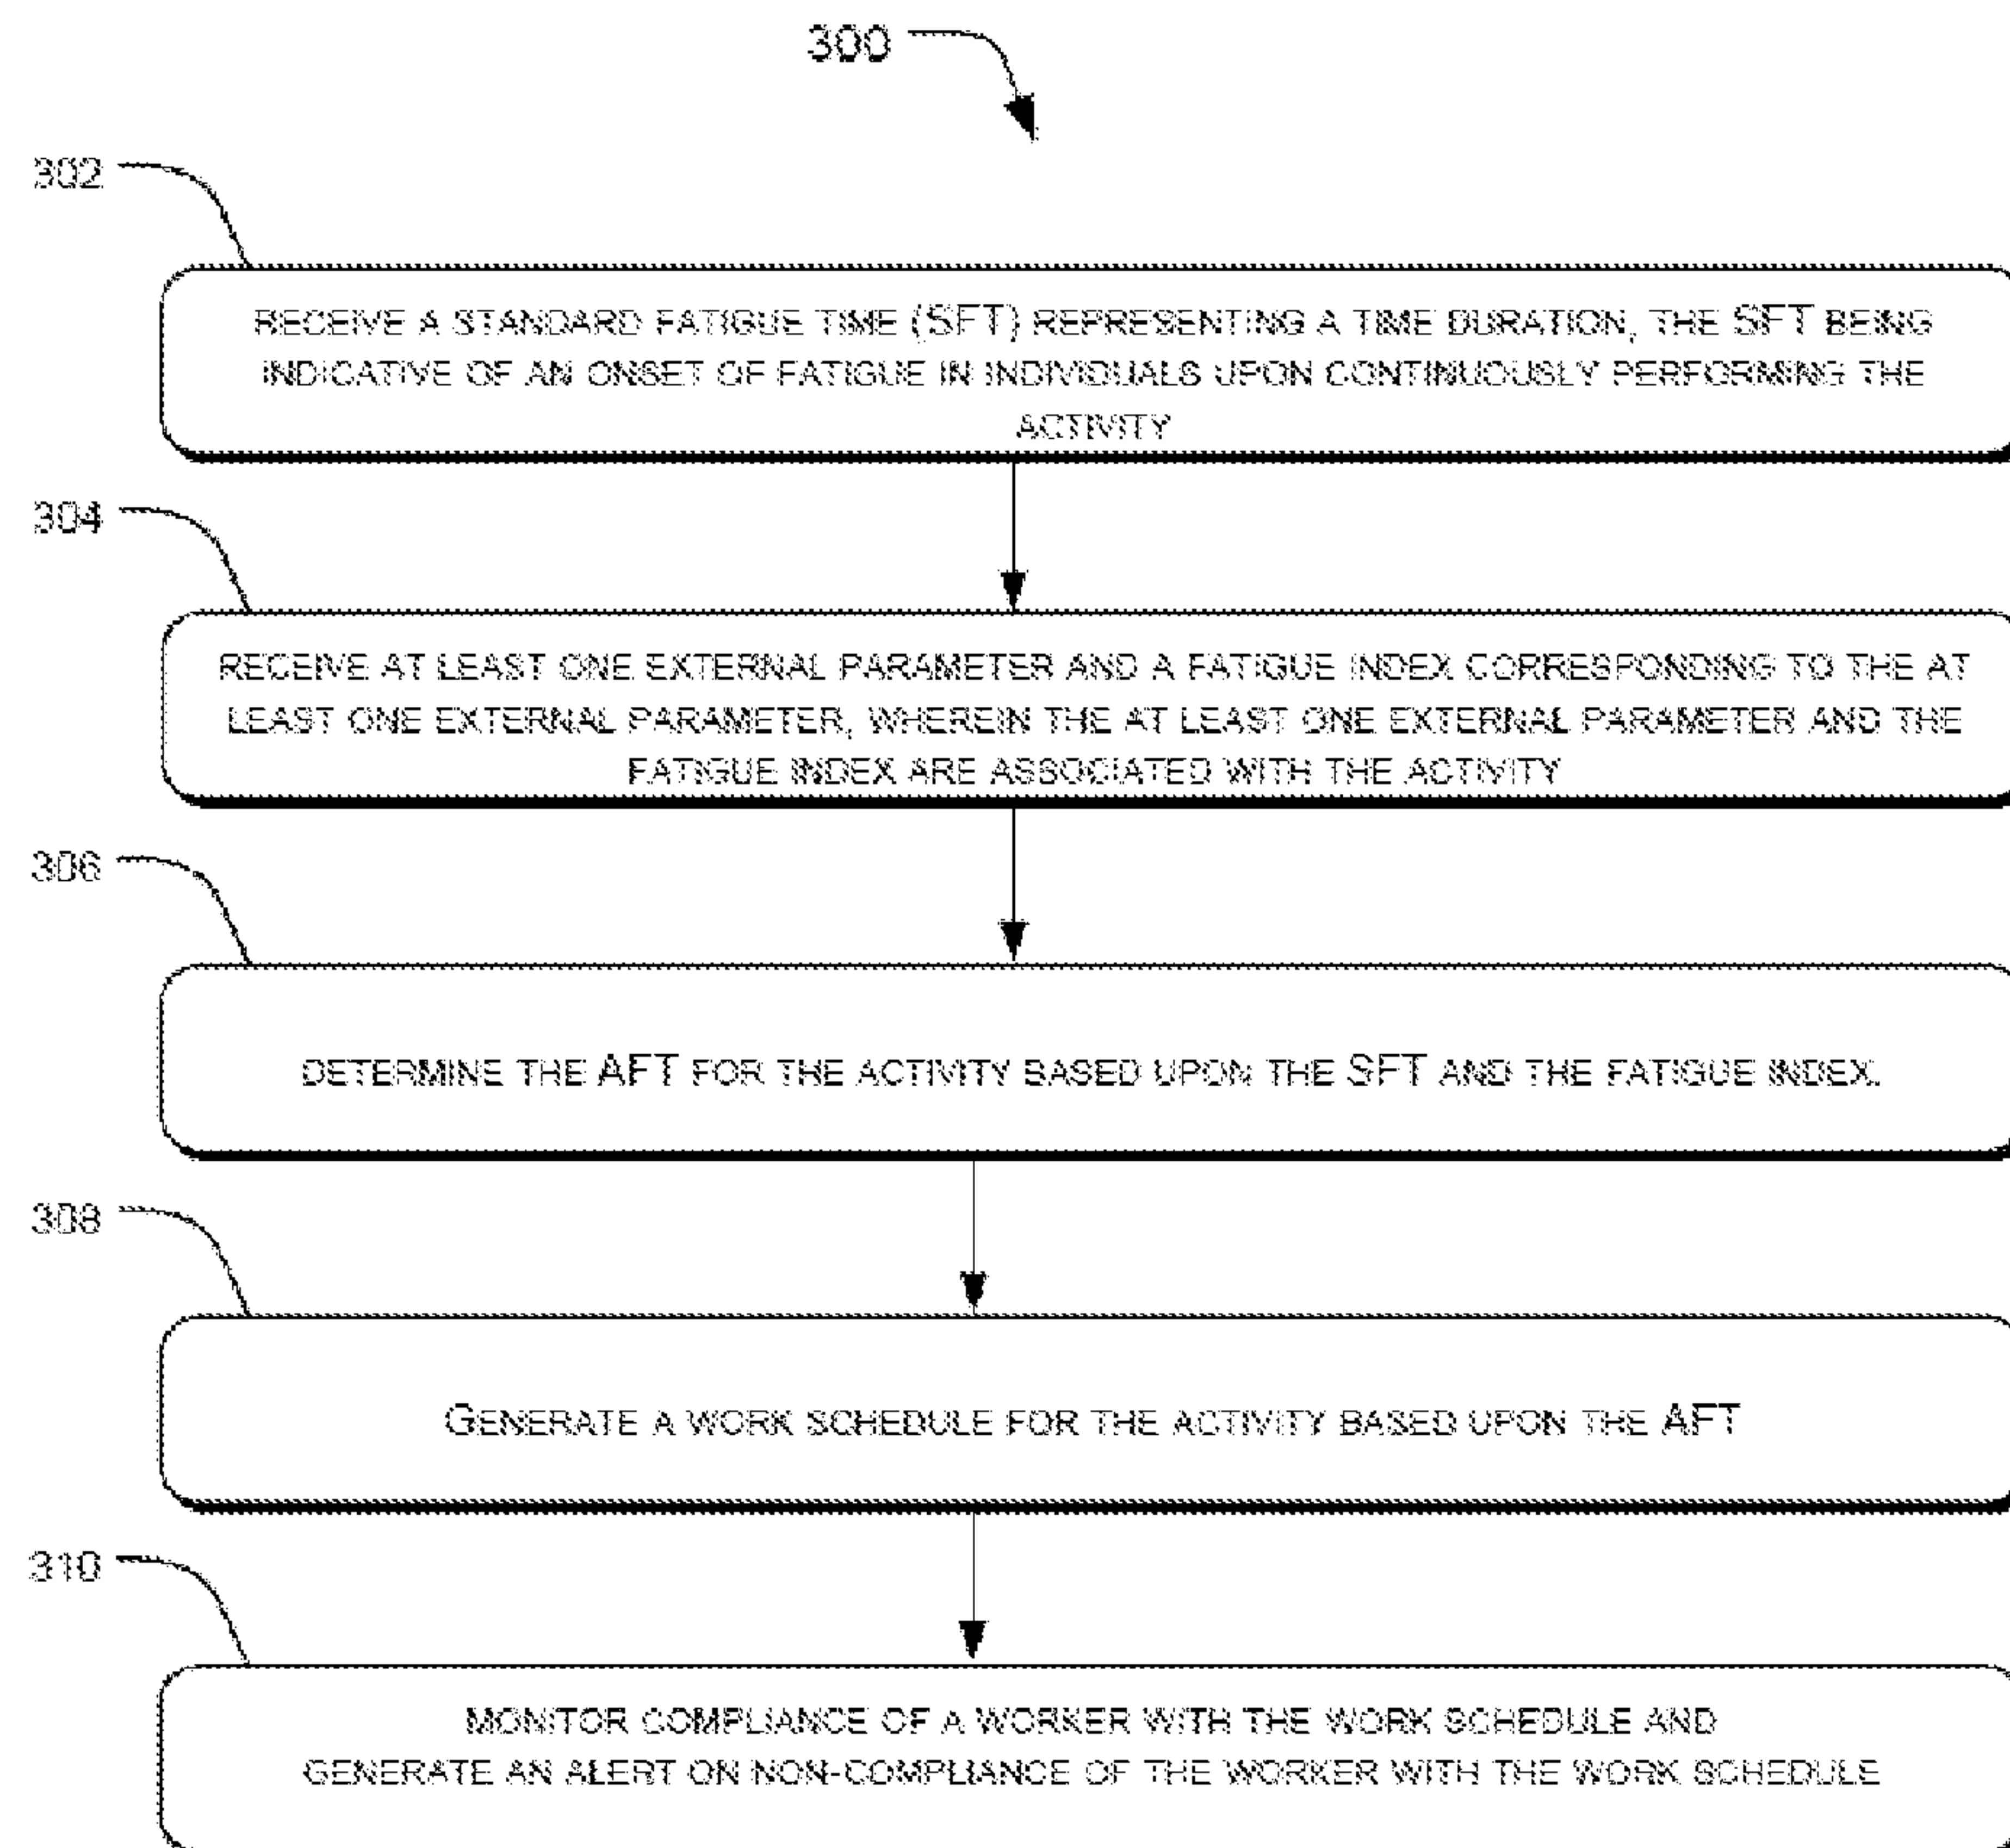 300
302
RECEIVE A STANDARD FATIGUE TIME (SFT) REPRESENTING A TIME DURATION, THE SFT BEING
INDICATIVE OF AN ONSET OF FATIGUE IN INDIVIDUALS UPON CONTINUOUSLY PERFORMING THE
ACTIVITY
304
RECEIVE AT LEAST ONE EXTERNAL PARAMETER AND A FATIGUE INDEX CORRESPONDING TO THE AT
LEAST ONE EXTERNAL PARAMETER, WHEREIN THE AT LEAST ONE EXTERNAL PARAMETER AND THE
FATIGUE INDEX ARE ASSOCIATED WITH THE ACTIVITY
306
DETERMINE THE AFT FOR THE ACTIVITY BASED UPON THE SFT AND THE FATIGUE INDEX.
308
GENERATE A WORK SCHEDULE FOR THE ACTIVITY BASED UPON THE AFT
310
MONITOR COMPLIANCE OF A WORKER WITH THE WORK SCHEDULE AND
GENERATE AN ALERT ON NON-COMPLIANCE OF THE WORKER WITH THE WORK SCHEDULE